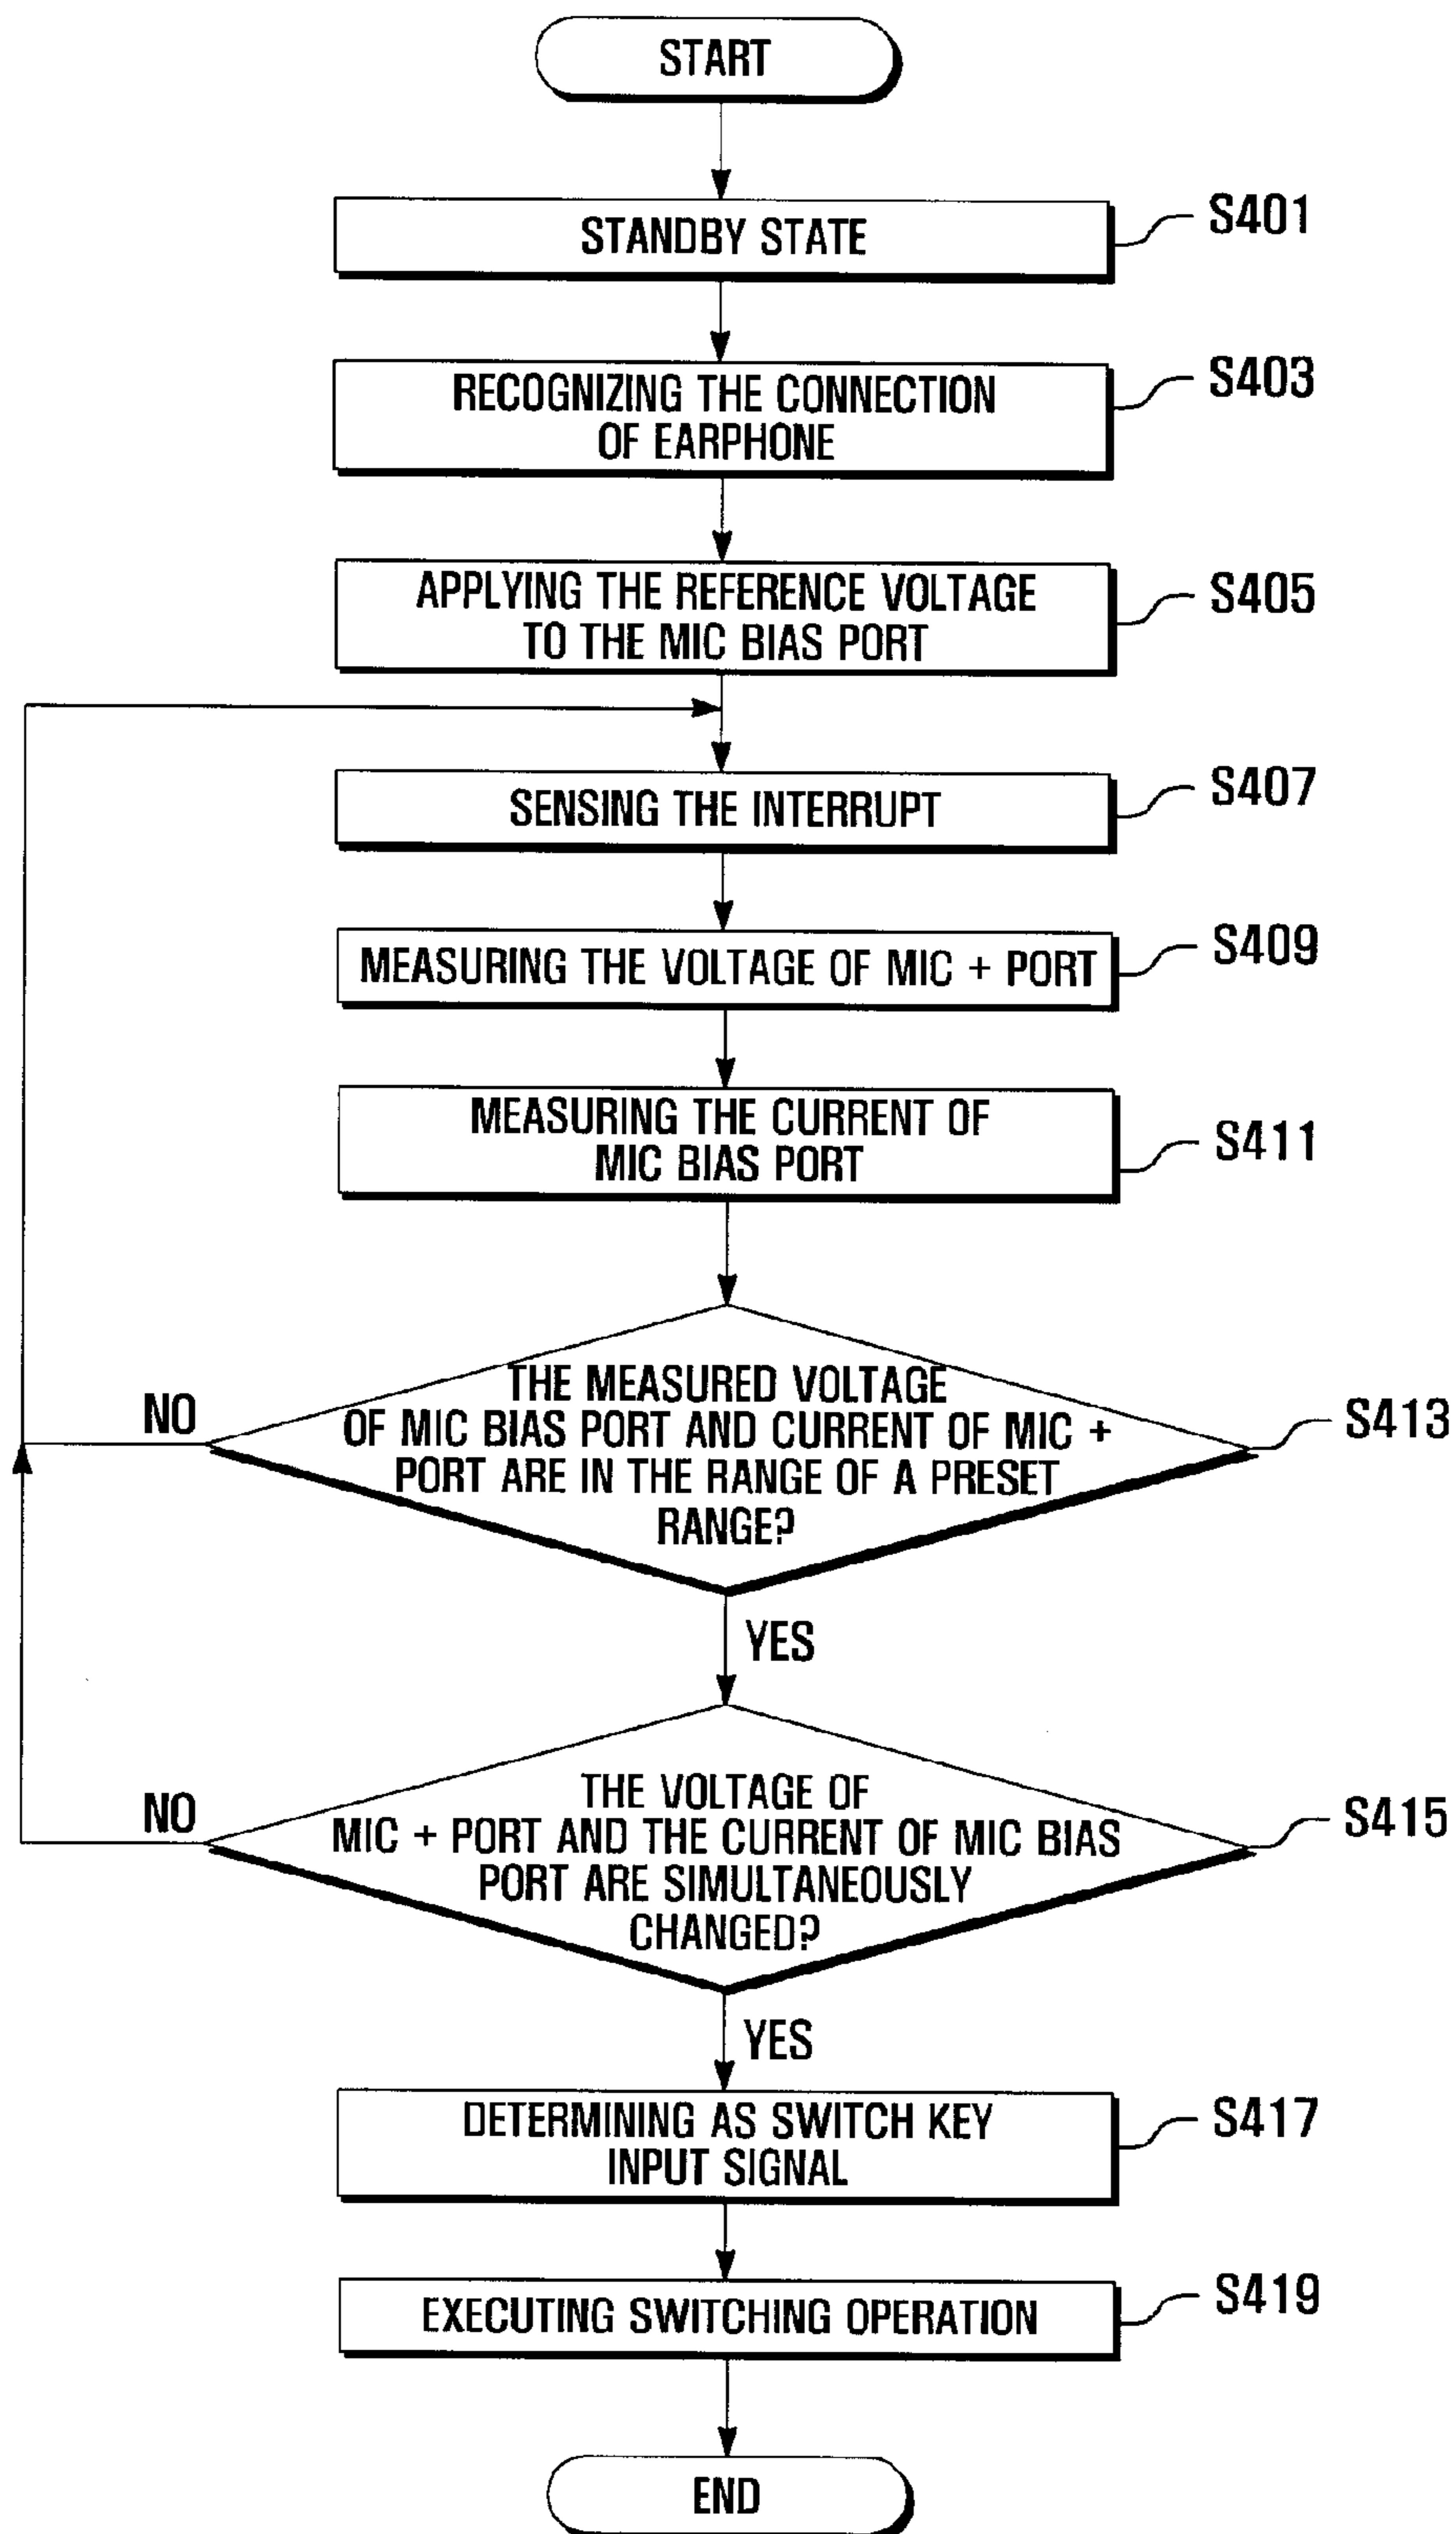 START
STANDBY STATE
S401
RECOGNIZING THE CONNECTION
OF EARPHONE
S403
APPLYING THE REFERENCE VOLTAGE
TO THE MIC BIAS PORT
S405
SENSING THE INTERRUPT
S407
MEASURING THE VOLTAGE OF MIC + PORT
S409
MEASURING THE CURRENT OF
MIC BIAS PORT
S411
THE MEASURED VOLTAGE
OF MIC BIAS PORT AND CURRENT OF MIC +
PORT ARE IN THE RANGE OF A PRESET
RANGE?
S413
NO
YES
THE VOLTAGE OF
MIC + PORT AND THE CURRENT OF MIC BIAS
PORT ARE SIMULTANEOUSLY
CHANGED?
S415
NO
YES
DETERMINING AS SWITCH KEY
INPUT SIGNAL
S417
EXECUTING SWITCHING OPERATION
S419
END